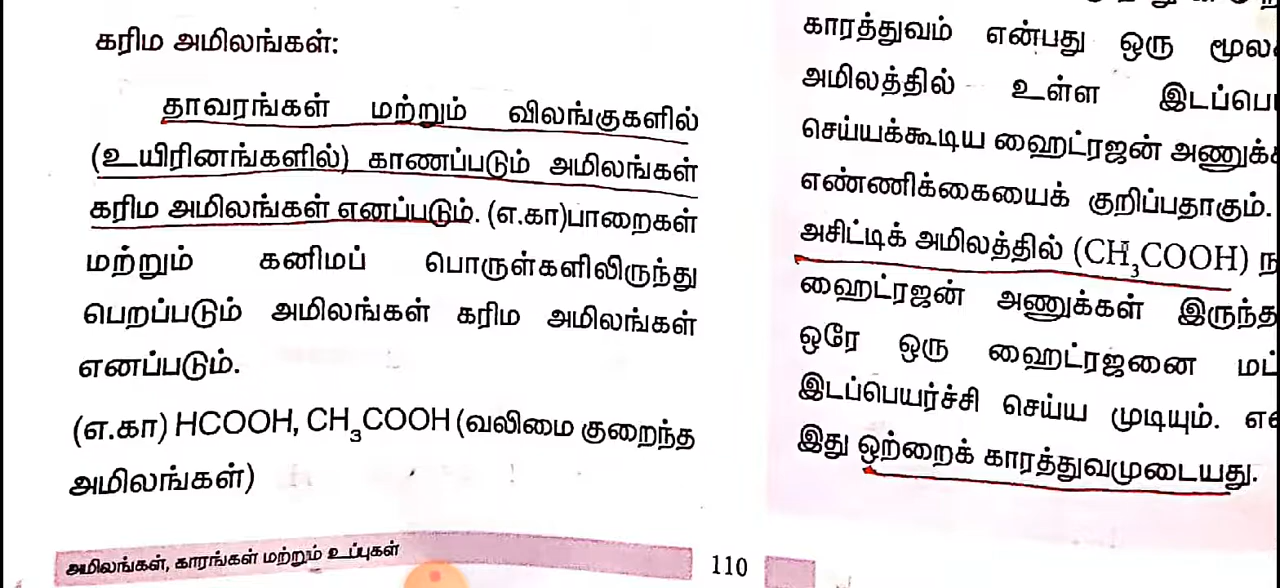 கரிம அமிலங்கள்:
தாவரங்கள் மற்றும் விலங்குகளில்
(உயிரினங்களில்) காணப்படும் அமிலங்கள்
கரிம அமிலங்கள் எனப்படும். (எ.கா)பாறைகள்
மற்றும் கனிமப் பொருள்களிலிருந்து
பெறப்படும் அமிலங்கள் கரிம அமிலங்கள்
எனப்படும்.
(எ.கா) HCOOH, CH₃COOH (வலிமை குறைந்த
அமிலங்கள்)
காரத்துவம் என்பது ஒரு
அமிலத்தில் உள்ள
செய்யக்கூடிய ஹைட்ரஜன்
எண்ணிக்கையைக் குறிப்பதாகும்.
அசிட்டிக் அமிலத்தில் (CH₃COOH)
ஹைட்ரஜன் அணுக்கள்
ஒரே ஒரு ஹைட்ரஜனை
இடப்பெயர்ச்சி செய்ய முடியும்.
இது ஒற்றைக் காரத்துவமுடையது.
அமிலங்கள், காரங்கள் மற்றும் உப்புகள்
110